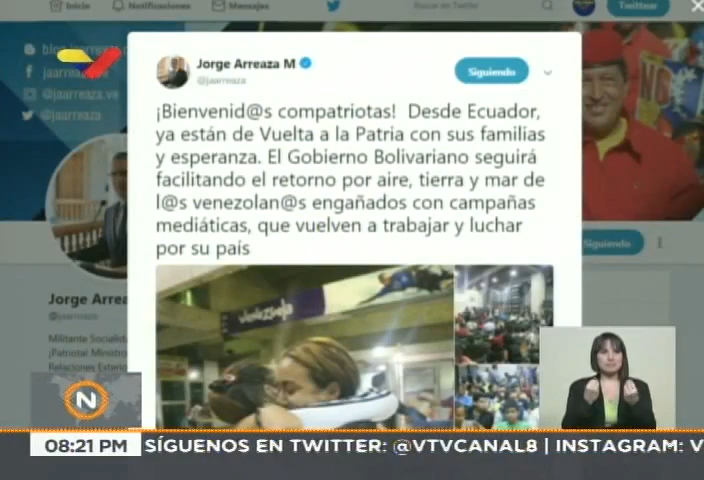 Inicio Notificaciones Mensajes
Buscar en Twitter
Twittear
jaarreaza.ve
@jaarreaza
Jorge Arreaza M
@jaarreaza
Siguiendo
¡Bienvenid@s compatriotas! Desde Ecuador,
ya están de Vuelta a la Patria con sus familias
y esperanza. El Gobierno Bolivariano seguirá
facilitando el retorno por aire, tierra y mar de
l@s venezolan@s engañados con campañas
mediáticas, que vuelven a trabajar y luchar
por su país
Siguiendo
Jorge Arrea
@jaarreaza
Militante Socialist
¡Patriota! Ministro
Relaciones Exterior
Venezuela
N
08:21 PM
SÍGUENOS EN TWITTER: @VTVCANAL8 | INSTAGRAM: V